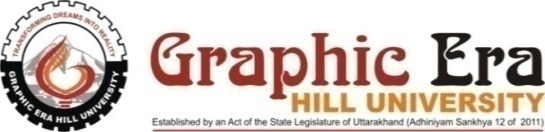 TRANSFORMING DREAMS INTO REALITY
GRAPHIC ERA HILL UNIVERSITY
Graphic Era
HILL UNIVERSITY
Established by an Act of the State Legislature of Uttarakhand (Adhiniyam Sankhya 12 of 2011)